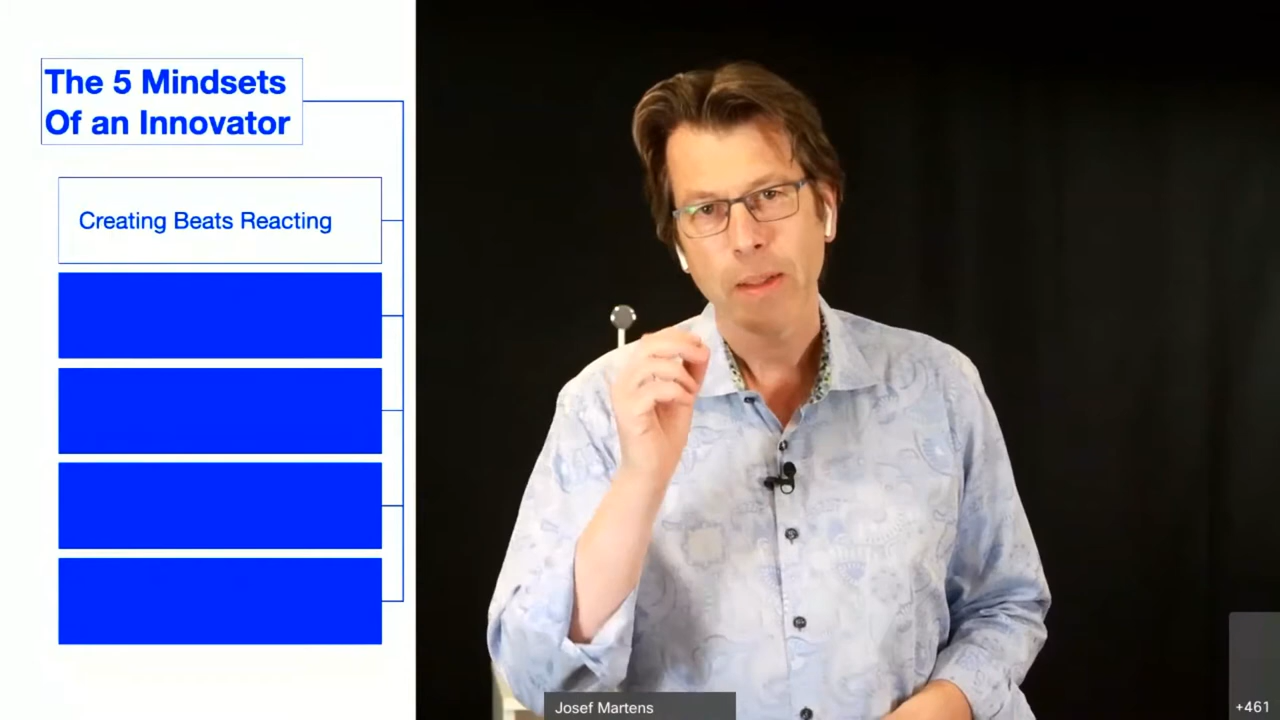 The 5 Mindsets
Of an Innovator
Creating Beats Reacting
Josef Martens
+461